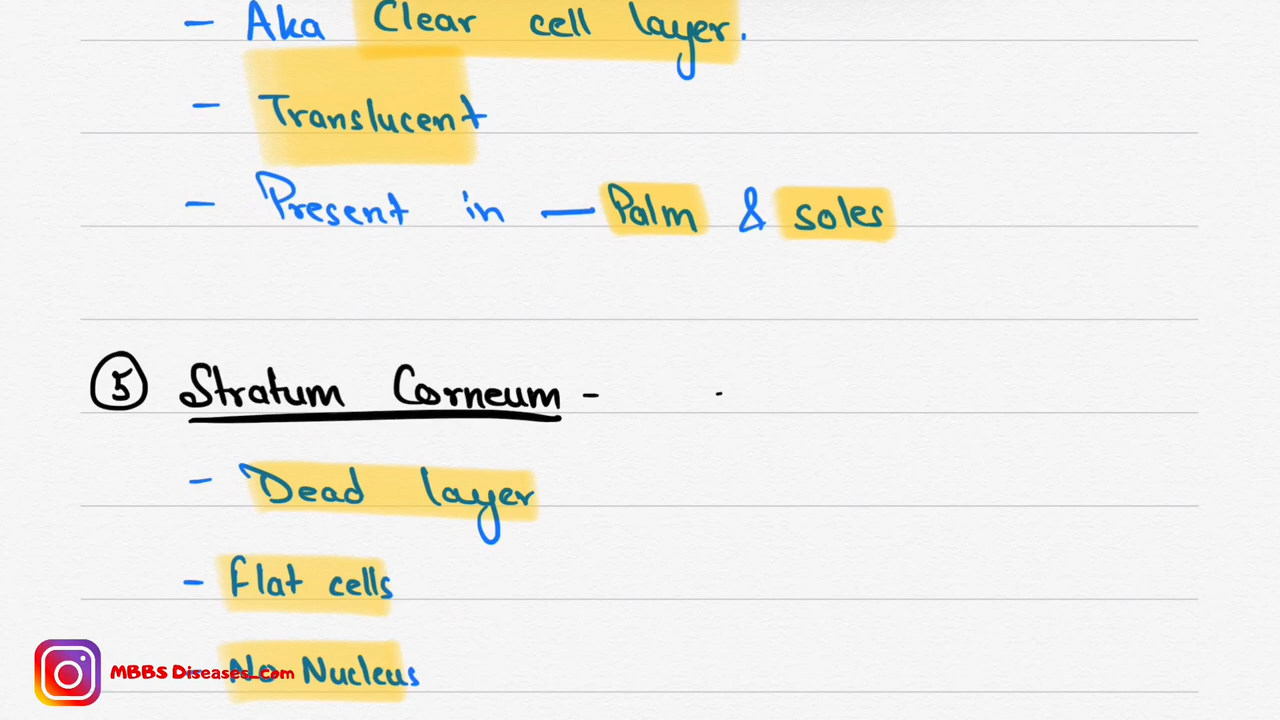 - Aka Clear cell layer.
- Translucent
- Present in — Palm & soles
⑤ Stratum Corneum -
- Dead layer
- Flat cells
- No Nucleus
MBBS Diseases_com